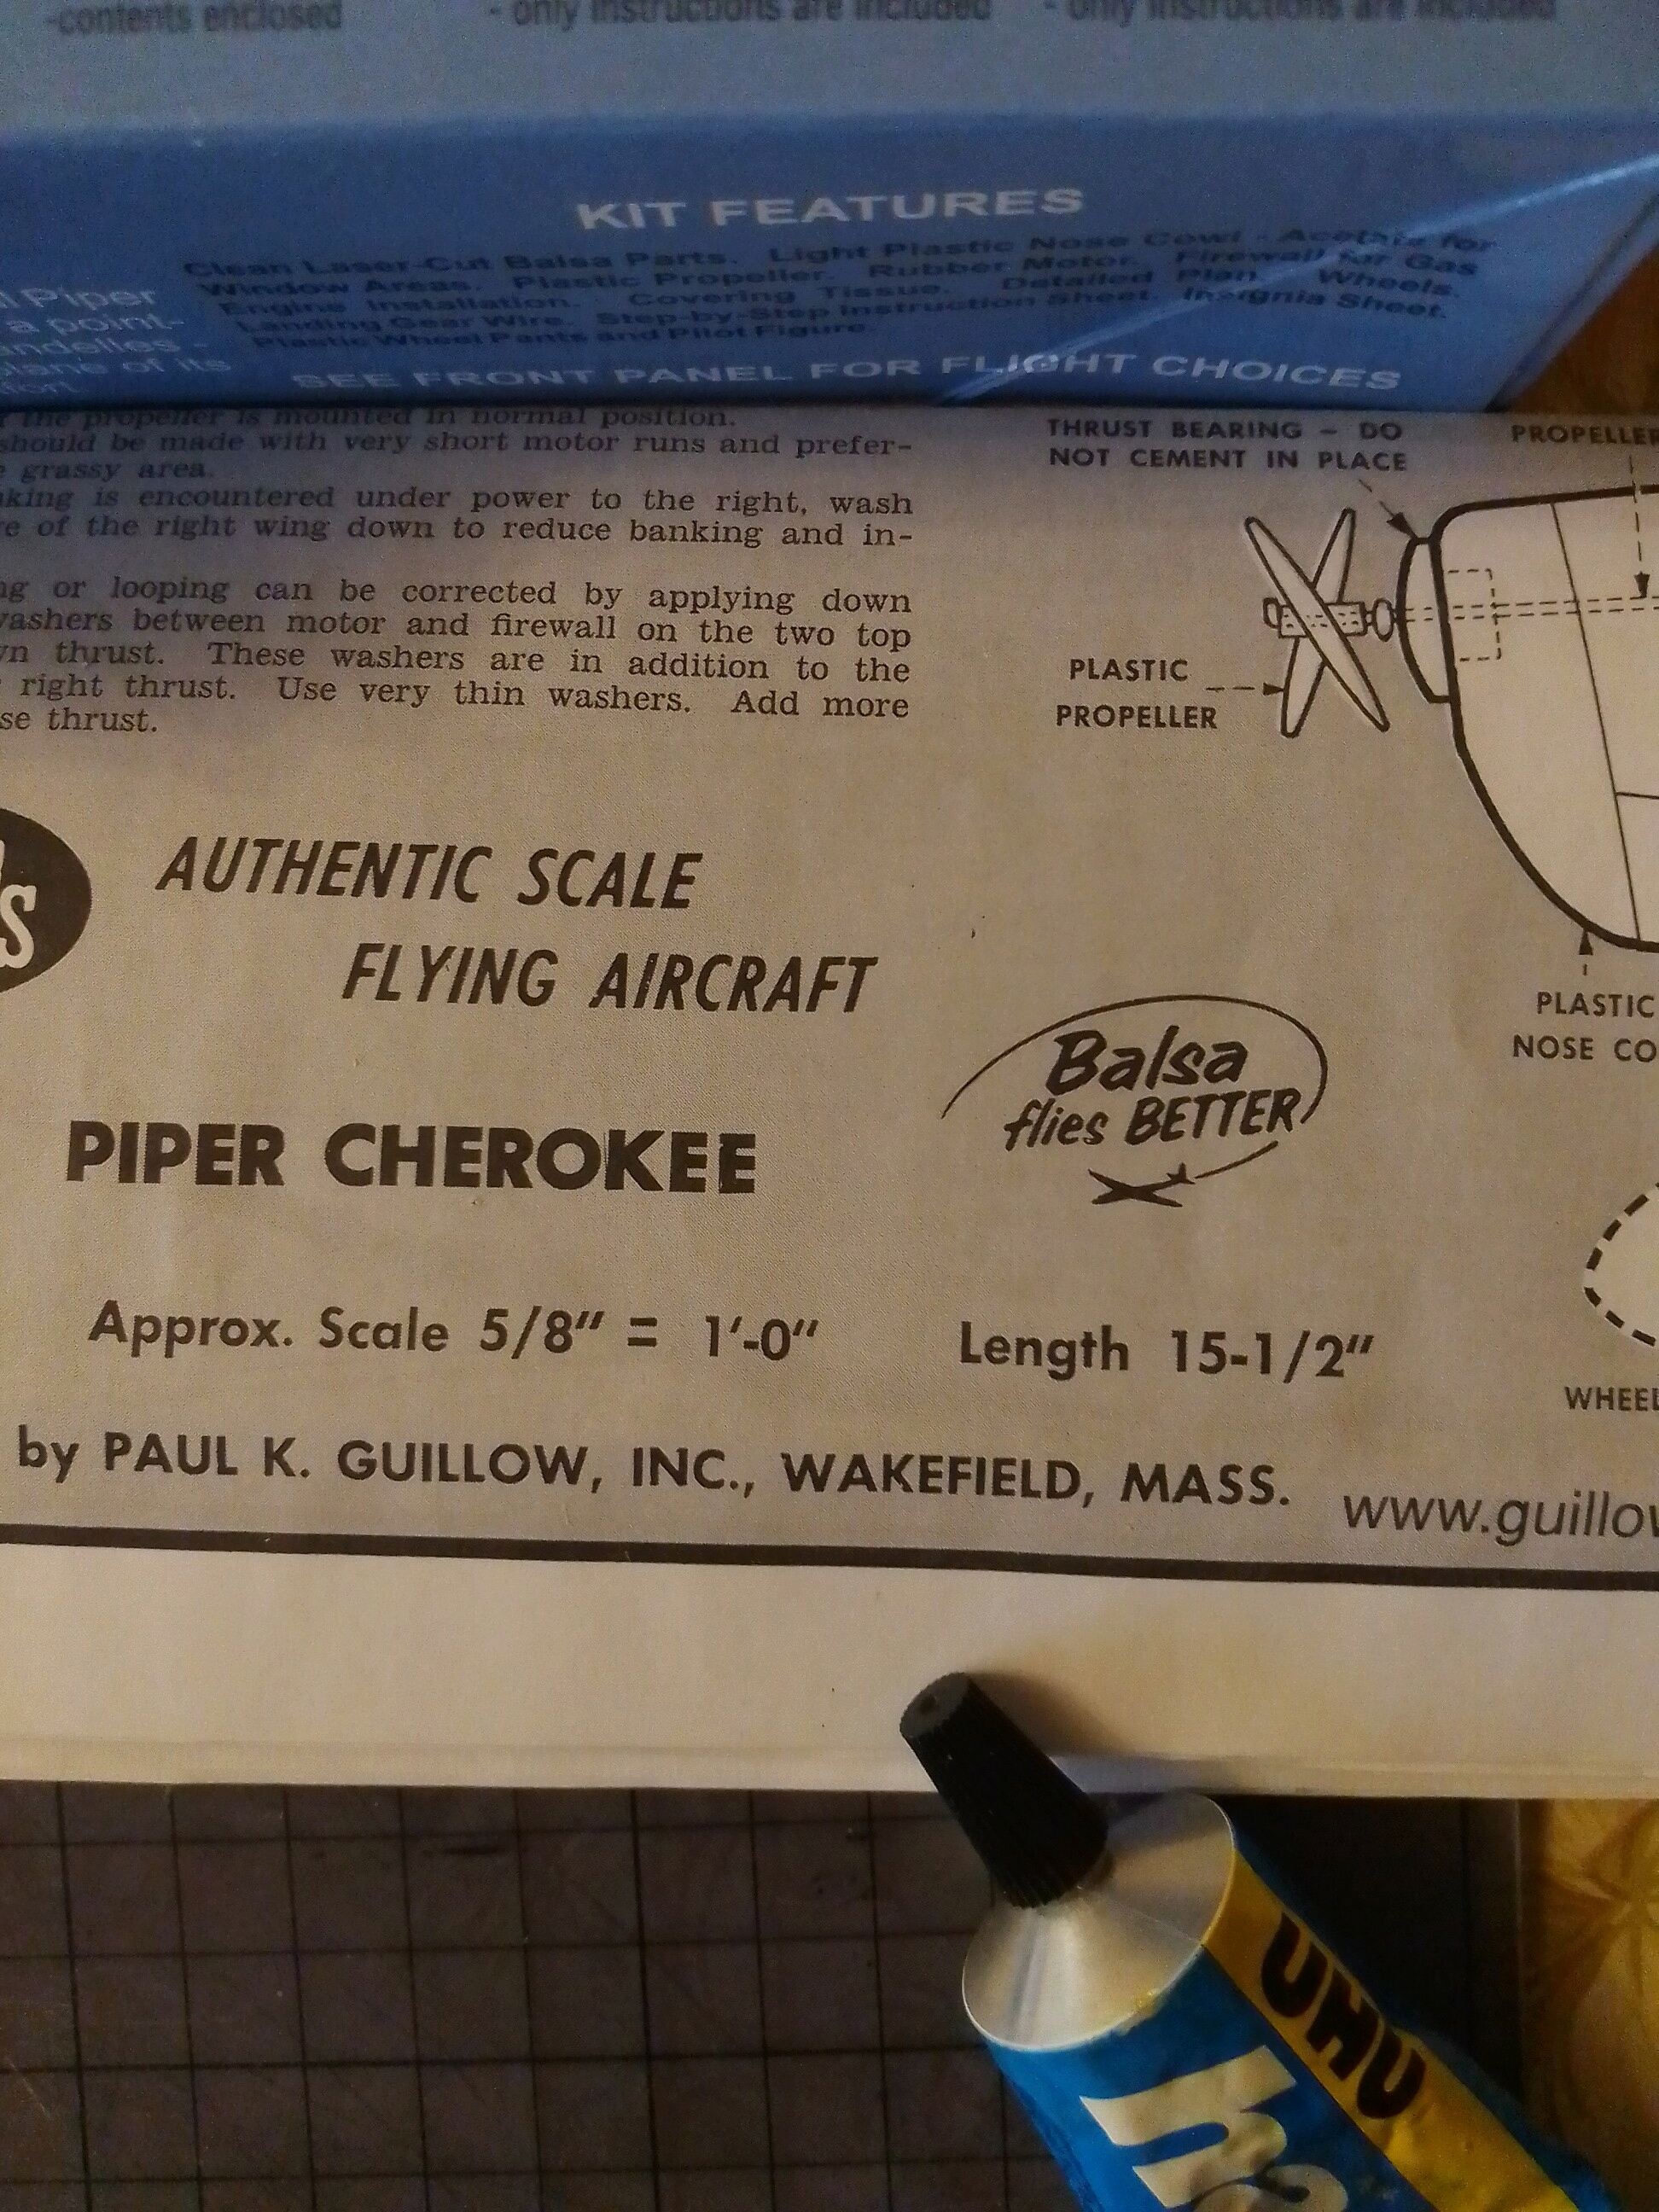 -contents enclosed
- only instructions are included
- only instructions are included
KIT FEATURES
Clean Laser-Cut Balsa Parts. Light Plastic Nose Cowl - Acetate for
Window Areas. Plastic Propeller. Rubber Motor. Firewall for Gas
Engine Installation. Covering Tissue. Detailed Plan Wheels.
Landing Gear Wire. Step-by-Step Instruction Sheet. Insignia Sheet.
Plastic Wheel Pants and Pilot Figure.
l Piper
a point-
andelles -
plane of its
SEE FRONT PANEL FOR FLIGHT CHOICES
the propeller is mounted in normal position.
should be made with very short motor runs and prefer-
grassy area.
king is encountered under power to the right, wash
e of the right wing down to reduce banking and in-
ng or looping can be corrected by applying down
washers between motor and firewall on the two top
wn thrust. These washers are in addition to the
right thrust. Use very thin washers. Add more
se thrust.
THRUST BEARING – DO
NOT CEMENT IN PLACE
PROPELLER
PLASTIC
PROPELLER
PLASTIC
NOSE CO
s
AUTHENTIC SCALE
FLYING AIRCRAFT
Balsa
flies BETTER
PIPER CHEROKEE
Approx. Scale 5/8" = 1'-0"
Length 15-1/2"
WHEEL
by PAUL K. GUILLOW, INC., WAKEFIELD, MASS.
www.guillow
UHU
ha